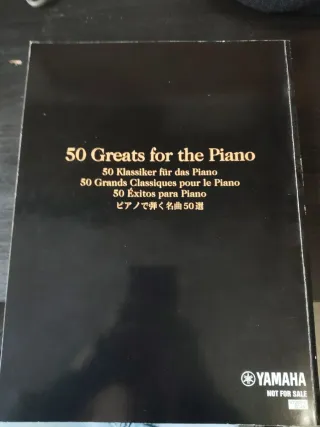 50 Greats for the Piano
50 Klassiker für das Piano
50 Grands Classiques pour le Piano
50 Éxitos para Piano
ピアノで弾く名曲50選
YAMAHA
NOT FOR SALE